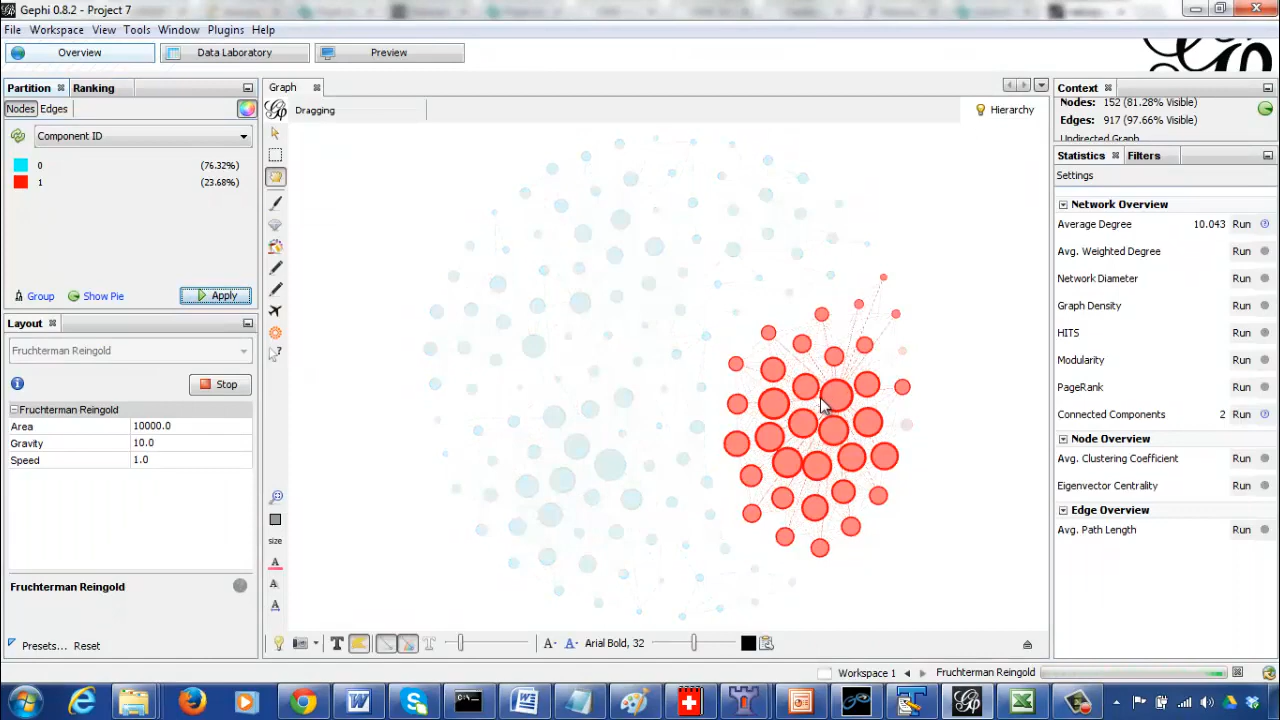 Gephi 0.8.2 - Project 7
File Workspace View Tools Window Plugins Help
Overview Data Laboratory Preview
Partition Ranking
Nodes Edges
Component ID
0 (76.32%)
1 (23.68%)
Group Show Pie Apply
Layout
Fruchterman Reingold
Stop
Fruchterman Reingold
Area 10000.0
Gravity 10.0
Speed 1.0
Fruchterman Reingold
Presets... Reset
Graph
Dragging
Hierarchy
size
Arial Bold, 32
Context
Nodes: 152 (81.28% Visible)
Edges: 917 (97.66% Visible)
Undirected Graph
Statistics Filters
Settings
Network Overview
Average Degree 10.043 Run
Avg. Weighted Degree Run
Network Diameter Run
Graph Density Run
HITS Run
Modularity Run
PageRank Run
Connected Components 2 Run
Node Overview
Avg. Clustering Coefficient Run
Eigenvector Centrality Run
Edge Overview
Avg. Path Length Run
Workspace 1 Fruchterman Reingold